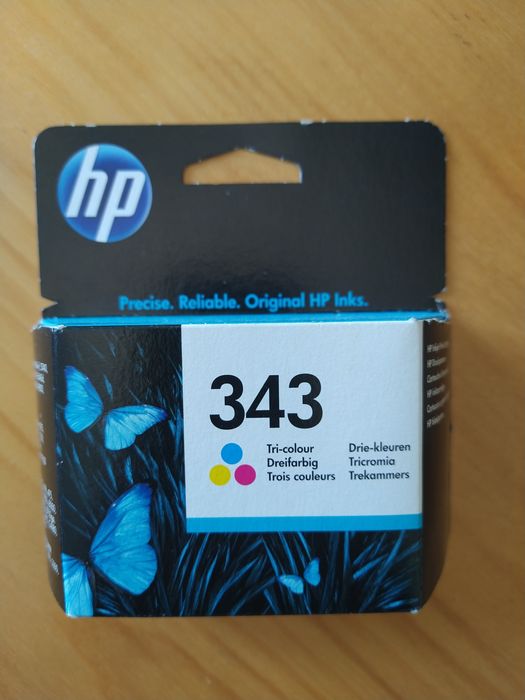 hp
Precise. Reliable. Original HP Inks.
343
Tri-colour Drie-kleuren
Dreifarbig Tricromia
Trois couleurs Trekammers